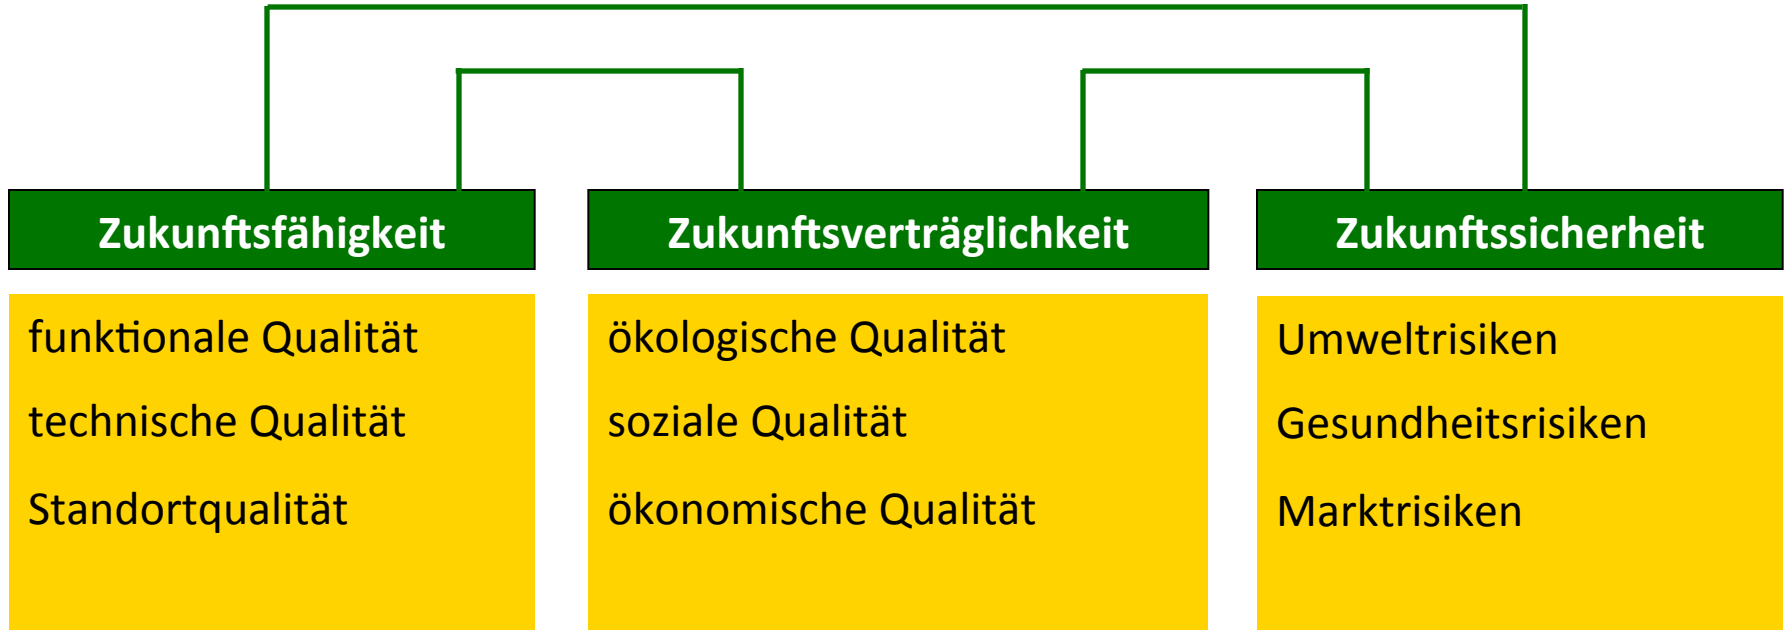 Zukunftsfähigkeit
funktionale Qualität
technische Qualität
Standortqualität
Zukunftsverträglichkeit
ökologische Qualität
soziale Qualität
ökonomische Qualität
Zukunftssicherheit
Umweltrisiken
Gesundheitsrisiken
Marktrisiken